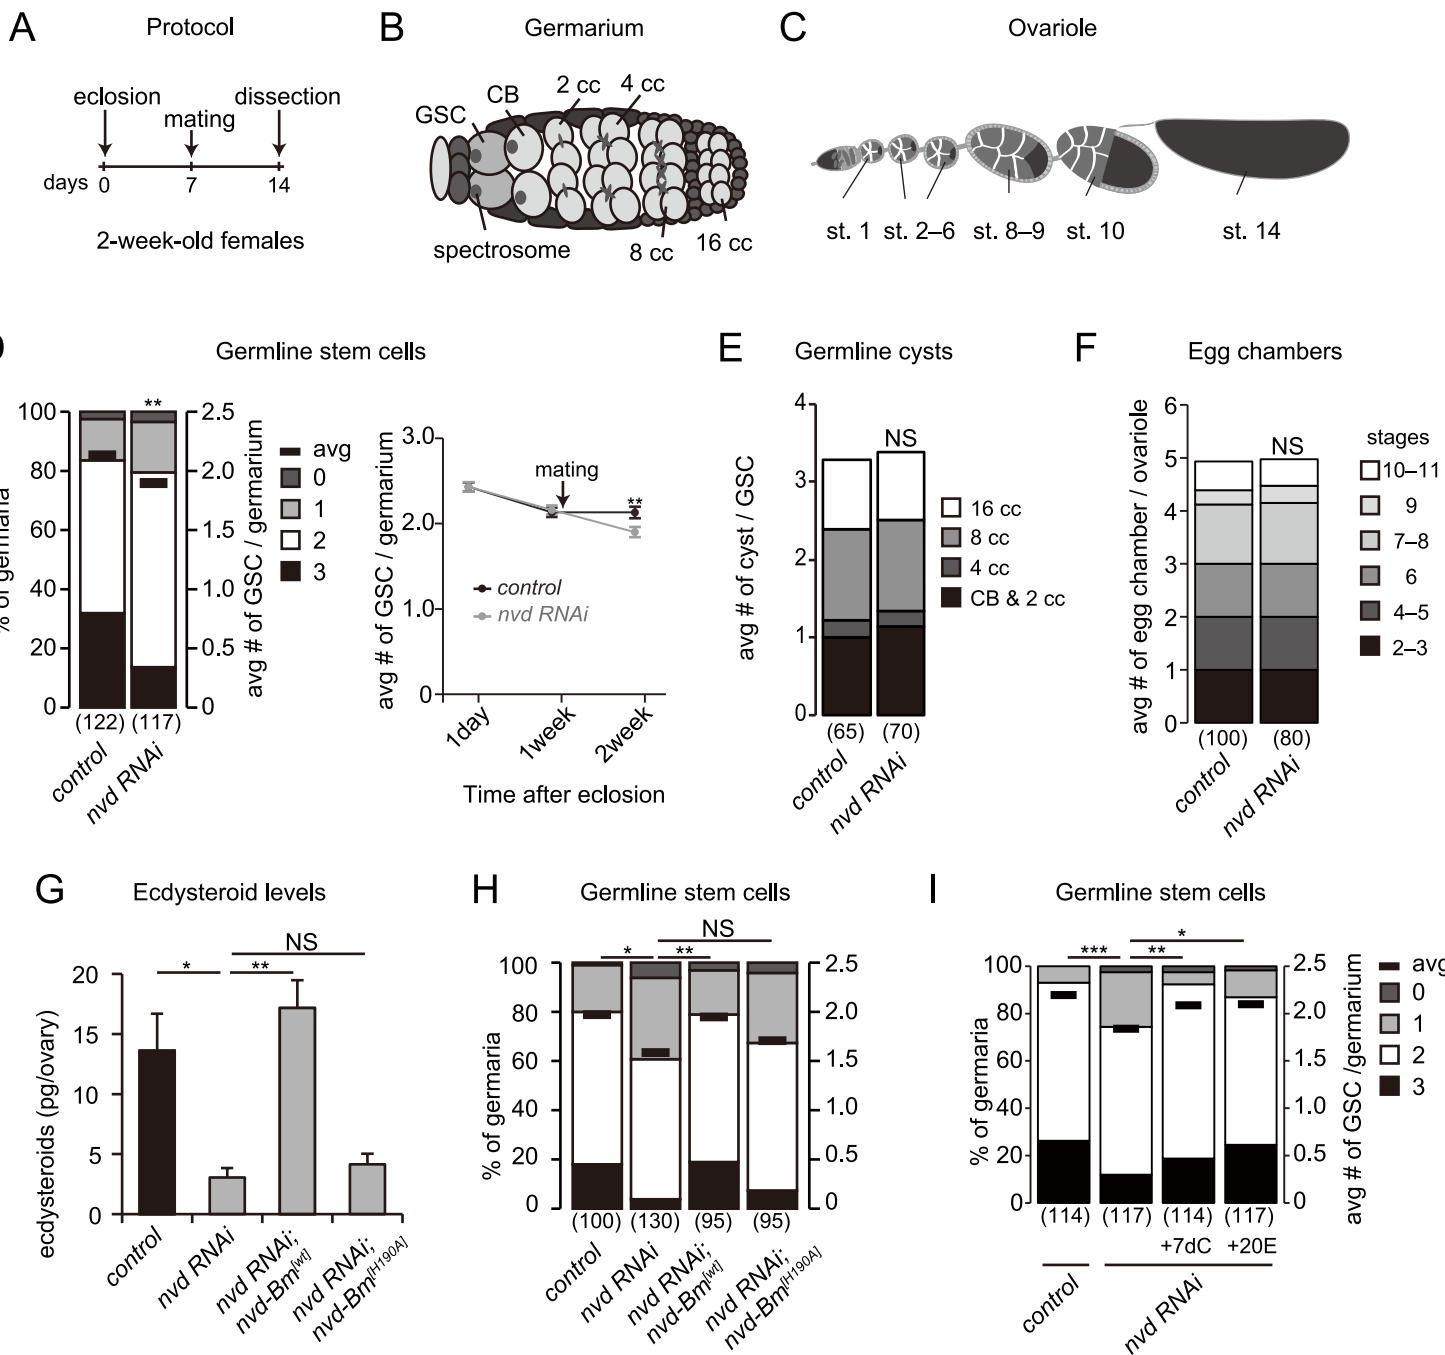 A Protocol
eclosion
mating
dissection
days 0 7 14
2-week-old females
B Germarium
GSC
CB
2 cc
4 cc
spectrosome
8 cc
16 cc
C Ovariole
st. 1
st. 2–6
st. 8–9
st. 10
st. 14
Germline stem cells
% of germaria
100
80
60
40
20
0
**
2.5
2.0
1.5
1.0
0.5
0
avg # of GSC / germarium
avg
0
1
2
3
(122)
(117)
control
nvd RNAi
avg # of GSC / germarium
3.0
2.0
1.0
0
mating
**
control
nvd RNAi
1day
1week
2week
Time after eclosion
E Germline cysts
avg # of cyst / GSC
4
3
2
1
0
NS
16 cc
8 cc
4 cc
CB & 2 cc
(65)
(70)
control
nvd RNAi
F Egg chambers
avg # of egg chamber / ovariole
6
5
4
3
2
1
0
NS
stages
10–11
9
7–8
6
4–5
2–3
(100)
(80)
control
nvd RNAi
G Ecdysteroid levels
ecdysteroids (pg/ovary)
20
15
10
5
0
NS
*
**
control
nvd RNAi
nvd RNAi;
nvd-Bm[wt]
nvd RNAi;
nvd-Bm[H190A]
H Germline stem cells
NS
*
**
% of germaria
100
80
60
40
20
0
2.5
2.0
1.5
1.0
0.5
0
(100)
(130)
(95)
(95)
control
nvd RNAi
nvd RNAi;
nvd-Bm[wt]
nvd RNAi;
nvd-Bm[H190A]
I Germline stem cells
*
***
**
% of germaria
100
80
60
40
20
0
2.5
2.0
1.5
1.0
0.5
0
avg # of GSC /germarium
avg
0
1
2
3
(114)
(117)
(114)
(117)
+7dC
+20E
control
nvd RNAi